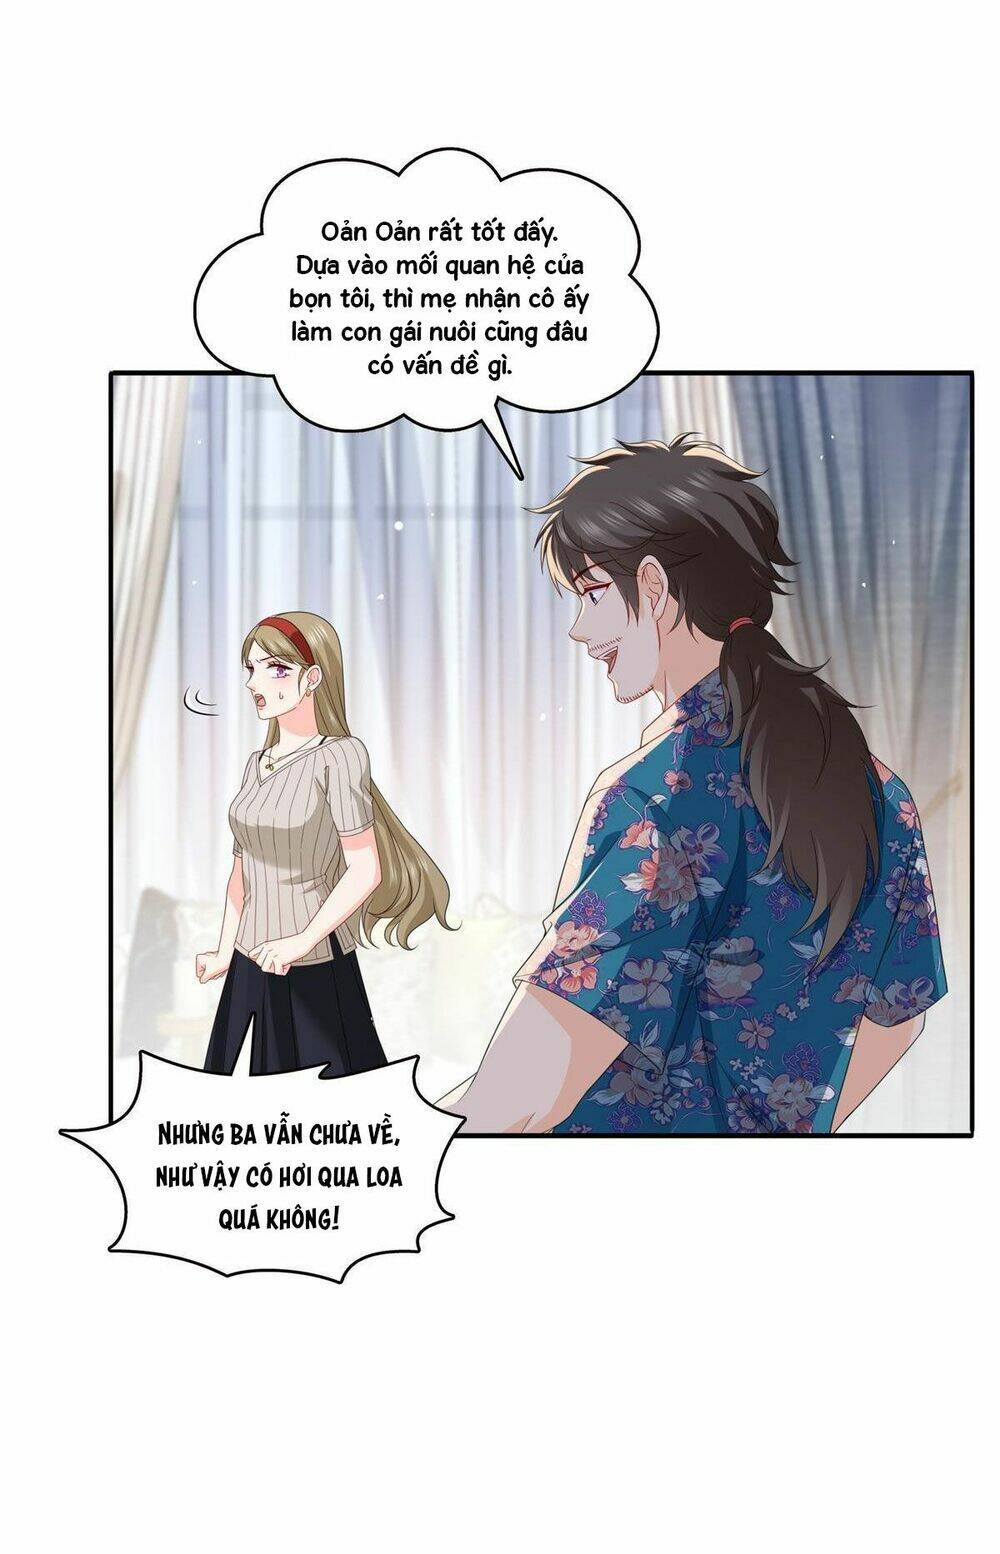 Oản Oản rất tốt đấy.
Dựa vào mối quan hệ của
bọn tôi, thì mẹ nhận cô ấy
làm con gái nuôi cũng đâu
có vấn đề gì.
NHƯNG BA VẪN CHƯA VỀ,
NHƯ VẬY CÓ HƠI QUA LOA
QUÁ KHÔNG!